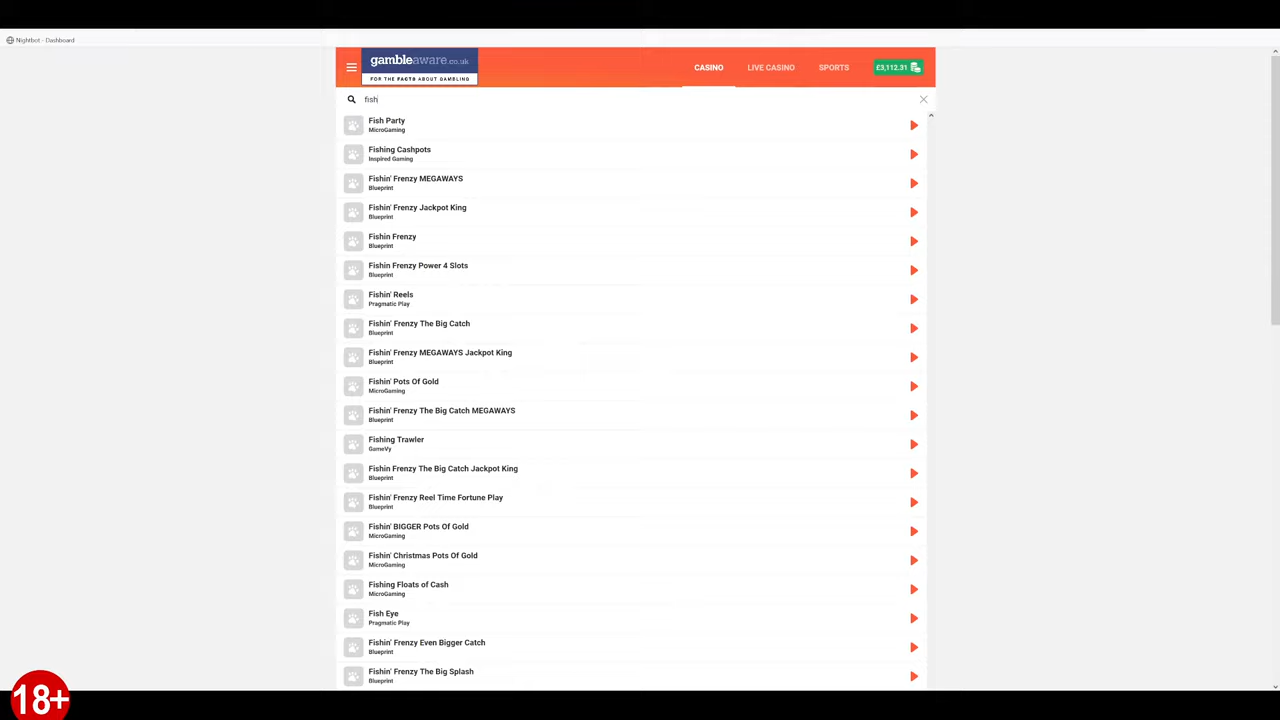 Nightbot - Dashboard
gambleaware.co.uk
FOR THE FACTS ABOUT GAMBLING
CASINO
LIVE CASINO
SPORTS
£3,112.31
fish
Fish Party
MicroGaming
Fishing Cashpots
Inspired Gaming
Fishin' Frenzy MEGAWAYS
Blueprint
Fishin' Frenzy Jackpot King
Blueprint
Fishin Frenzy
Blueprint
Fishin Frenzy Power 4 Slots
Blueprint
Fishin' Reels
Pragmatic Play
Fishin' Frenzy The Big Catch
Blueprint
Fishin' Frenzy MEGAWAYS Jackpot King
Blueprint
Fishin' Pots Of Gold
MicroGaming
Fishin' Frenzy The Big Catch MEGAWAYS
Blueprint
Fishing Trawler
GameVy
Fishin Frenzy The Big Catch Jackpot King
Blueprint
Fishin' Frenzy Reel Time Fortune Play
Blueprint
Fishin' BIGGER Pots Of Gold
MicroGaming
Fishin' Christmas Pots Of Gold
MicroGaming
Fishing Floats of Cash
MicroGaming
Fish Eye
Pragmatic Play
Fishin' Frenzy Even Bigger Catch
Blueprint
Fishin' Frenzy The Big Splash
Blueprint
18+